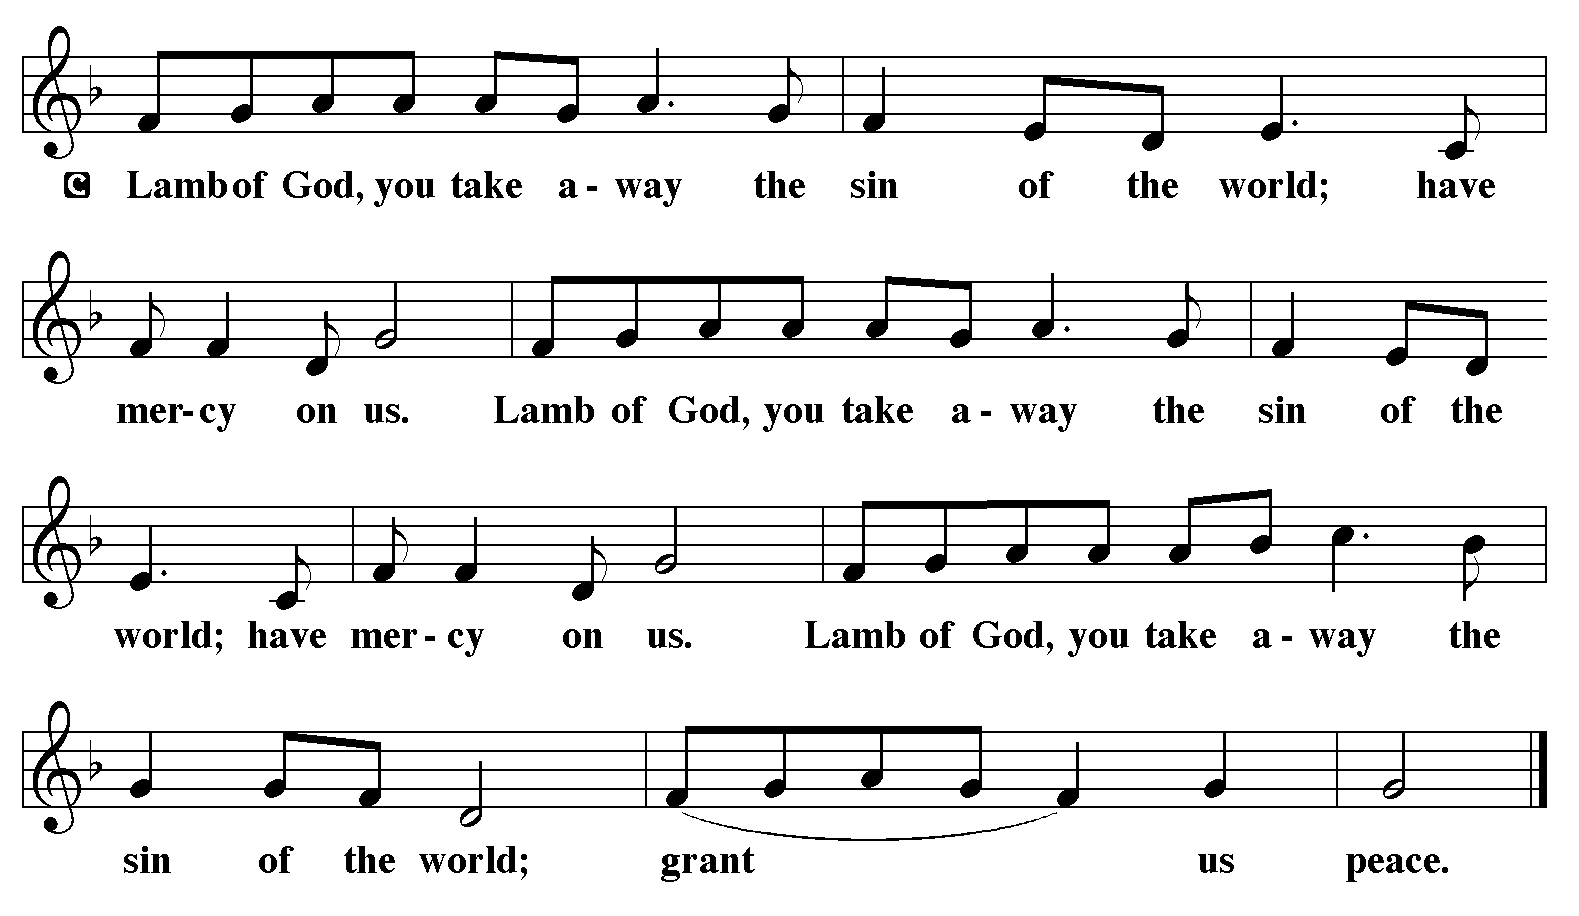 C Lamb of God, you take a - way the sin of the world; have
mer - cy on us. Lamb of God, you take a - way the sin of the
world; have mer - cy on us. Lamb of God, you take a - way the
sin of the world; grant us peace.